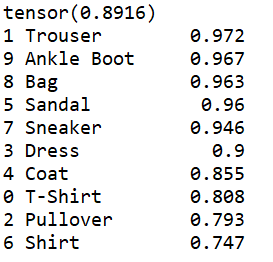 tensor(0.8916)
1 Trouser 0.972
9 Ankle Boot 0.967
8 Bag 0.963
5 Sandal 0.96
7 Sneaker 0.946
3 Dress 0.9
4 Coat 0.855
0 T-Shirt 0.808
2 Pullover 0.793
6 Shirt 0.747